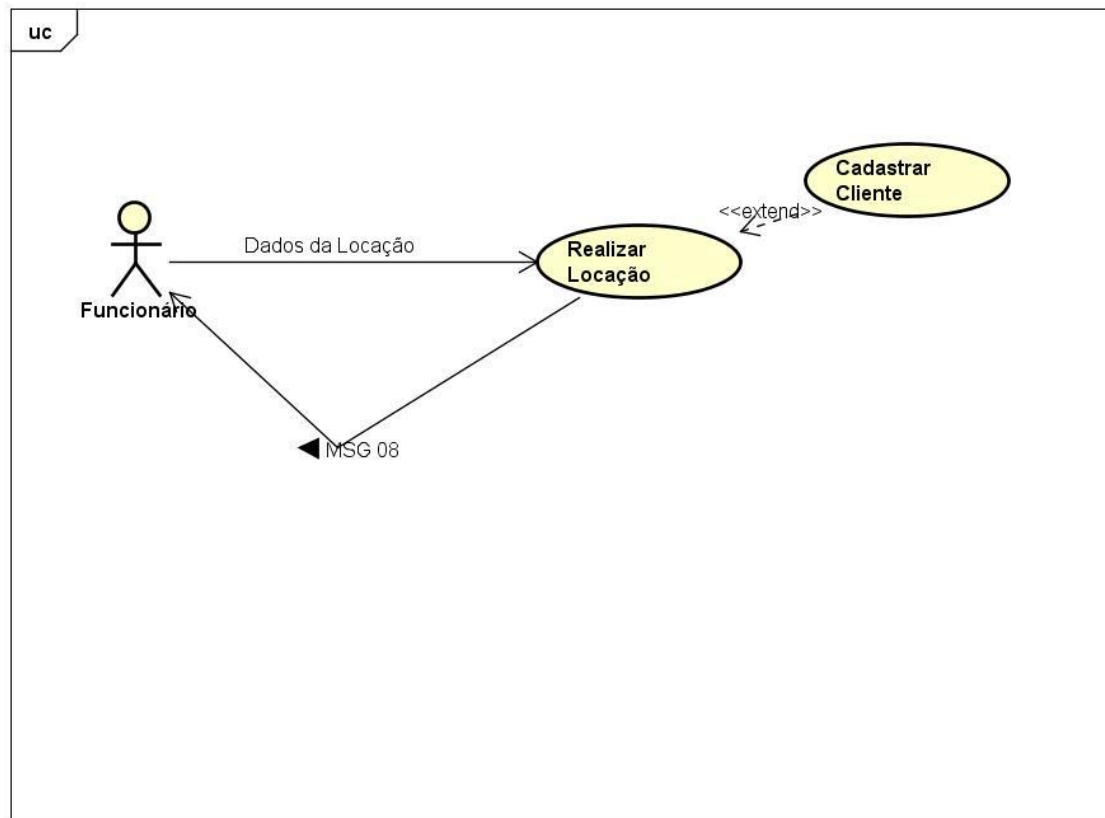 uc
Cadastrar
Cliente
<<extend>>
Dados da Locação
Realizar
Locação
Funcionário
MSG 08